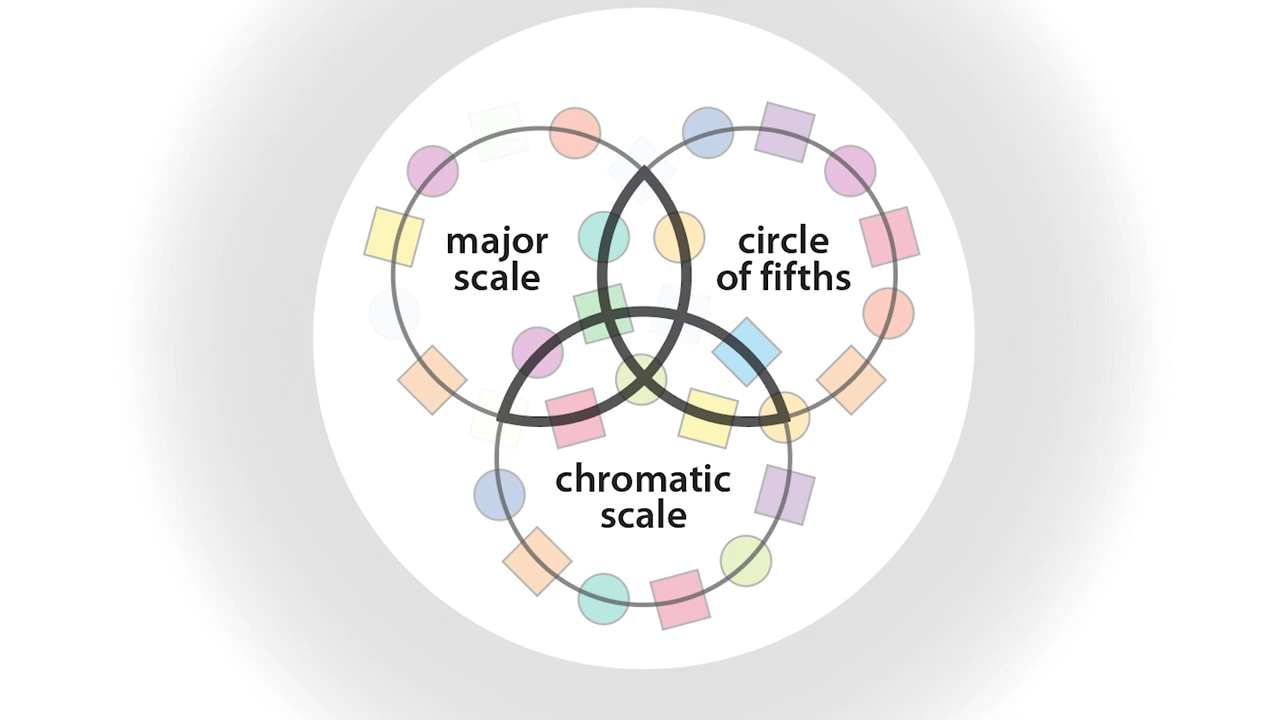 major
scale
circle
of fifths
chromatic
scale